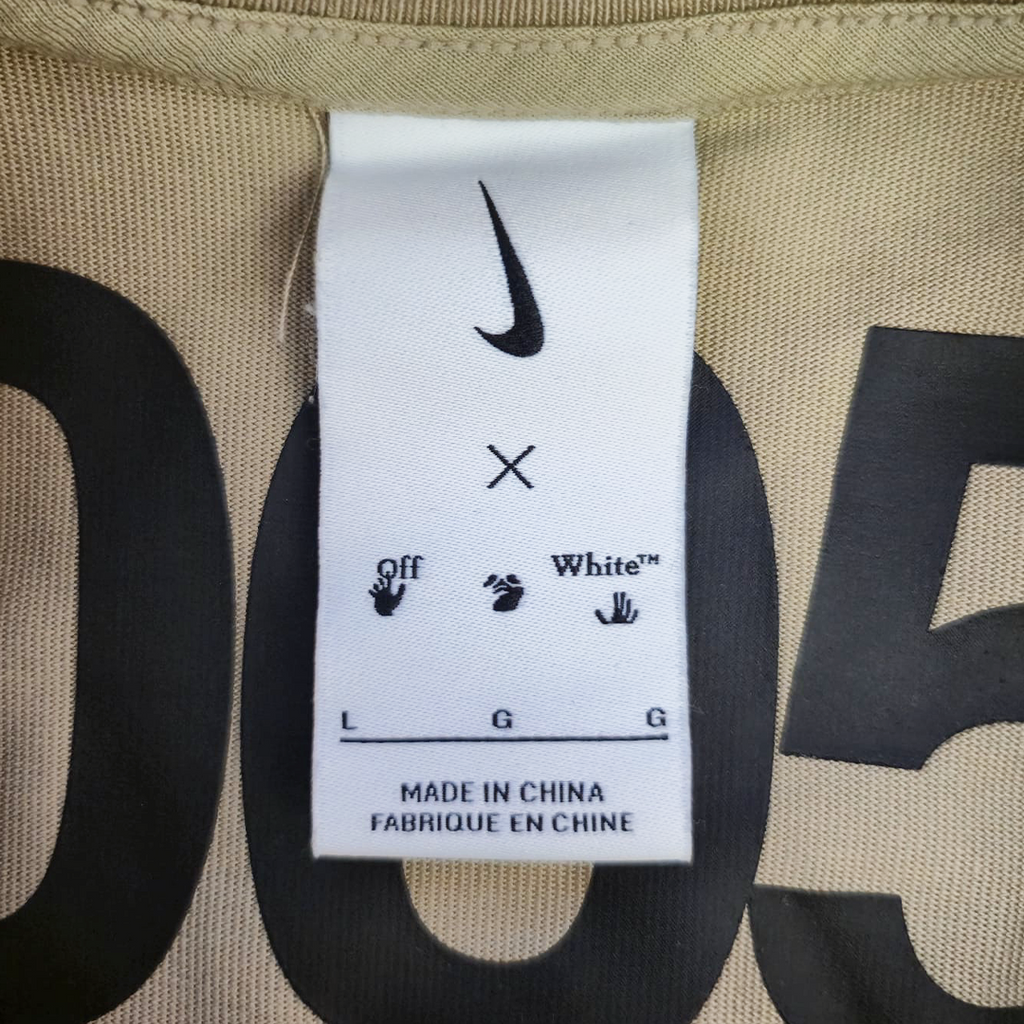 ×
Off White™
L G G
MADE IN CHINA
FABRIQUE EN CHINE
005